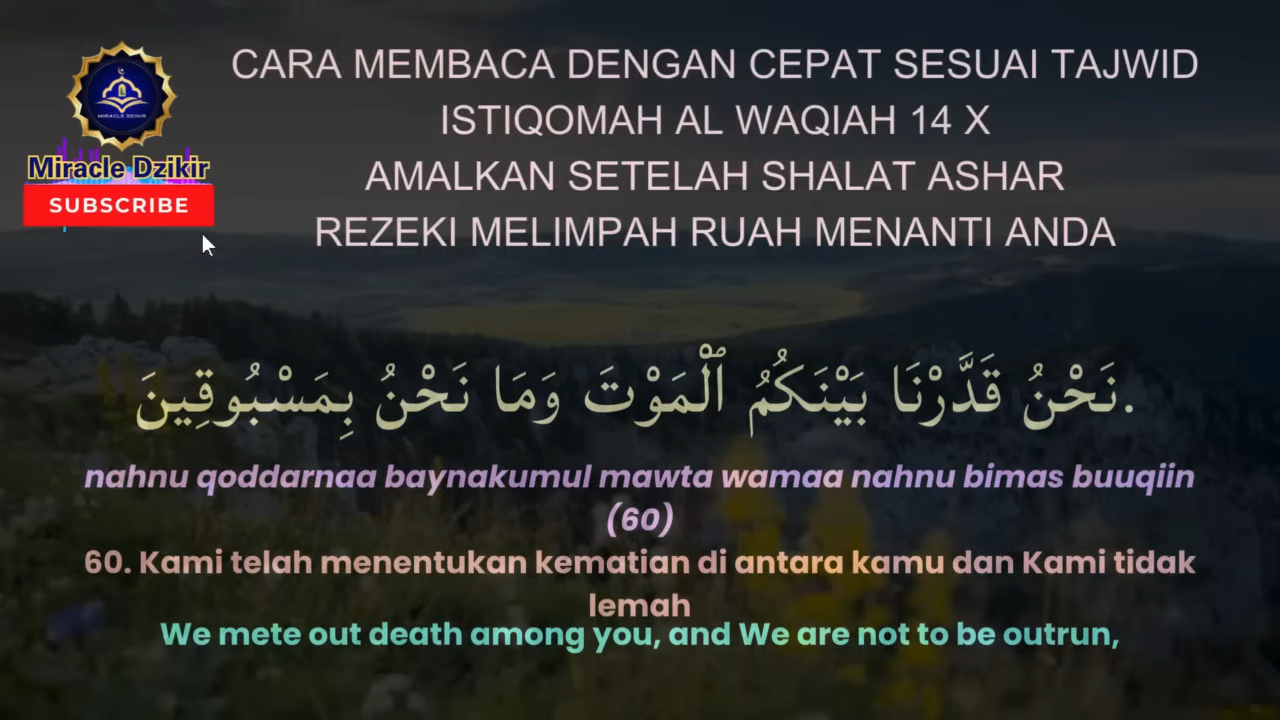 CARA MEMBACA DENGAN CEPAT SESUAI TAJWID
ISTIQOMAH AL WAQIAH 14 X
AMALKAN SETELAH SHALAT ASHAR
REZEKI MELIMPAH RUAH MENANTI ANDA
MIRACLE DZIKIR
Miracle Dzikir
SUBSCRIBE
نَحْنُ قَدَّرْنَا بَيْنَكُمُ ٱلْمَوْتَ وَمَا نَحْنُ بِمَسْبُوقِينَ.
nahnu qoddarnaa baynakumul mawta wamaa nahnu bimas buuqiin
(60)
60. Kami telah menentukan kematian di antara kamu dan Kami tidak
lemah
We mete out death among you, and We are not to be outrun,